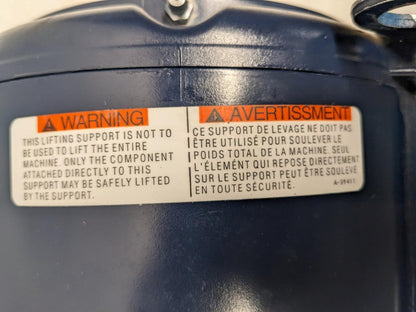 WARNING
THIS LIFTING SUPPORT IS NOT TO
BE USED TO LIFT THE ENTIRE
MACHINE. ONLY THE COMPONENT
ATTACHED DIRECTLY TO THIS
SUPPORT MAY BE SAFELY LIFTED
BY THE SUPPORT.
AVERTISSMENT
CE SUPPORT DE LEVAGE NE DOIT PAS
ÊTRE UTILISÉ POUR SOULEVER LE
POIDS TOTAL DE LA MACHINE. SEUL
L'ÉLÉMENT QUI REPOSE DIRECTEMENT
SUR LE SUPPORT PEUT ÊTRE SOULEVÉ
EN TOUTE SÉCURITÉ.